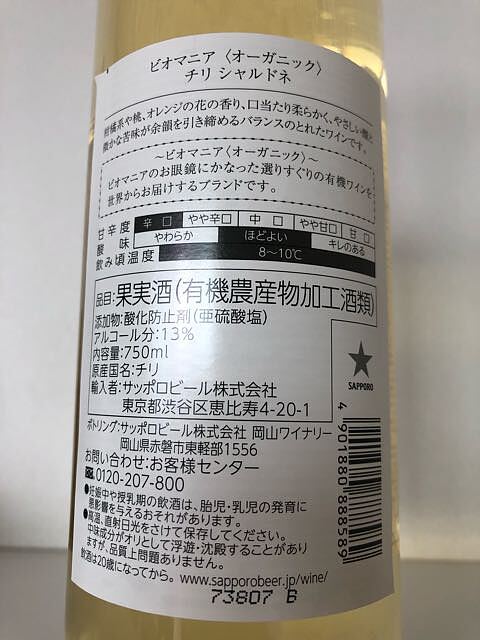 ビオマニア〈オーガニック〉
チリ シャルドネ
柑橘系や桃、オレンジの花の香り、口当たり柔らかく、やさしい酸と
微かな苦味が余韻を引き締めるバランスのとれたワインです。
～ビオマニア〈オーガニック〉～
ビオマニアのお眼鏡にかなった選りすぐりの有機ワインを
世界からお届けするブランドです。
甘辛度 辛口 やや辛口 中口 やや甘口 甘口
酸味 やわらか ほどよい キレのある
飲み頃温度 8～10℃
品目:果実酒(有機農産物加工酒類)
添加物:酸化防止剤(亜硫酸塩)
アルコール分:13%
内容量:750ml
原産国名:チリ
輸入者:サッポロビール株式会社
東京都渋谷区恵比寿4-20-1
SAPPORO
ボトリング:サッポロビール株式会社 岡山ワイナリー
岡山県赤磐市東軽部1556
お問い合わせ:お客様センター
0120-207-800
●妊娠中や授乳期の飲酒は、胎児・乳児の発育に
悪影響を与えるおそれがあります。
●高温、直射日光をさけて保存してください。
中味成分がオリとして浮遊・沈殿することがあり
ますが、品質上問題ありません。
飲酒は20歳になってから。 www.sapporobeer.jp/wine/
73807 B
4 901880 888589